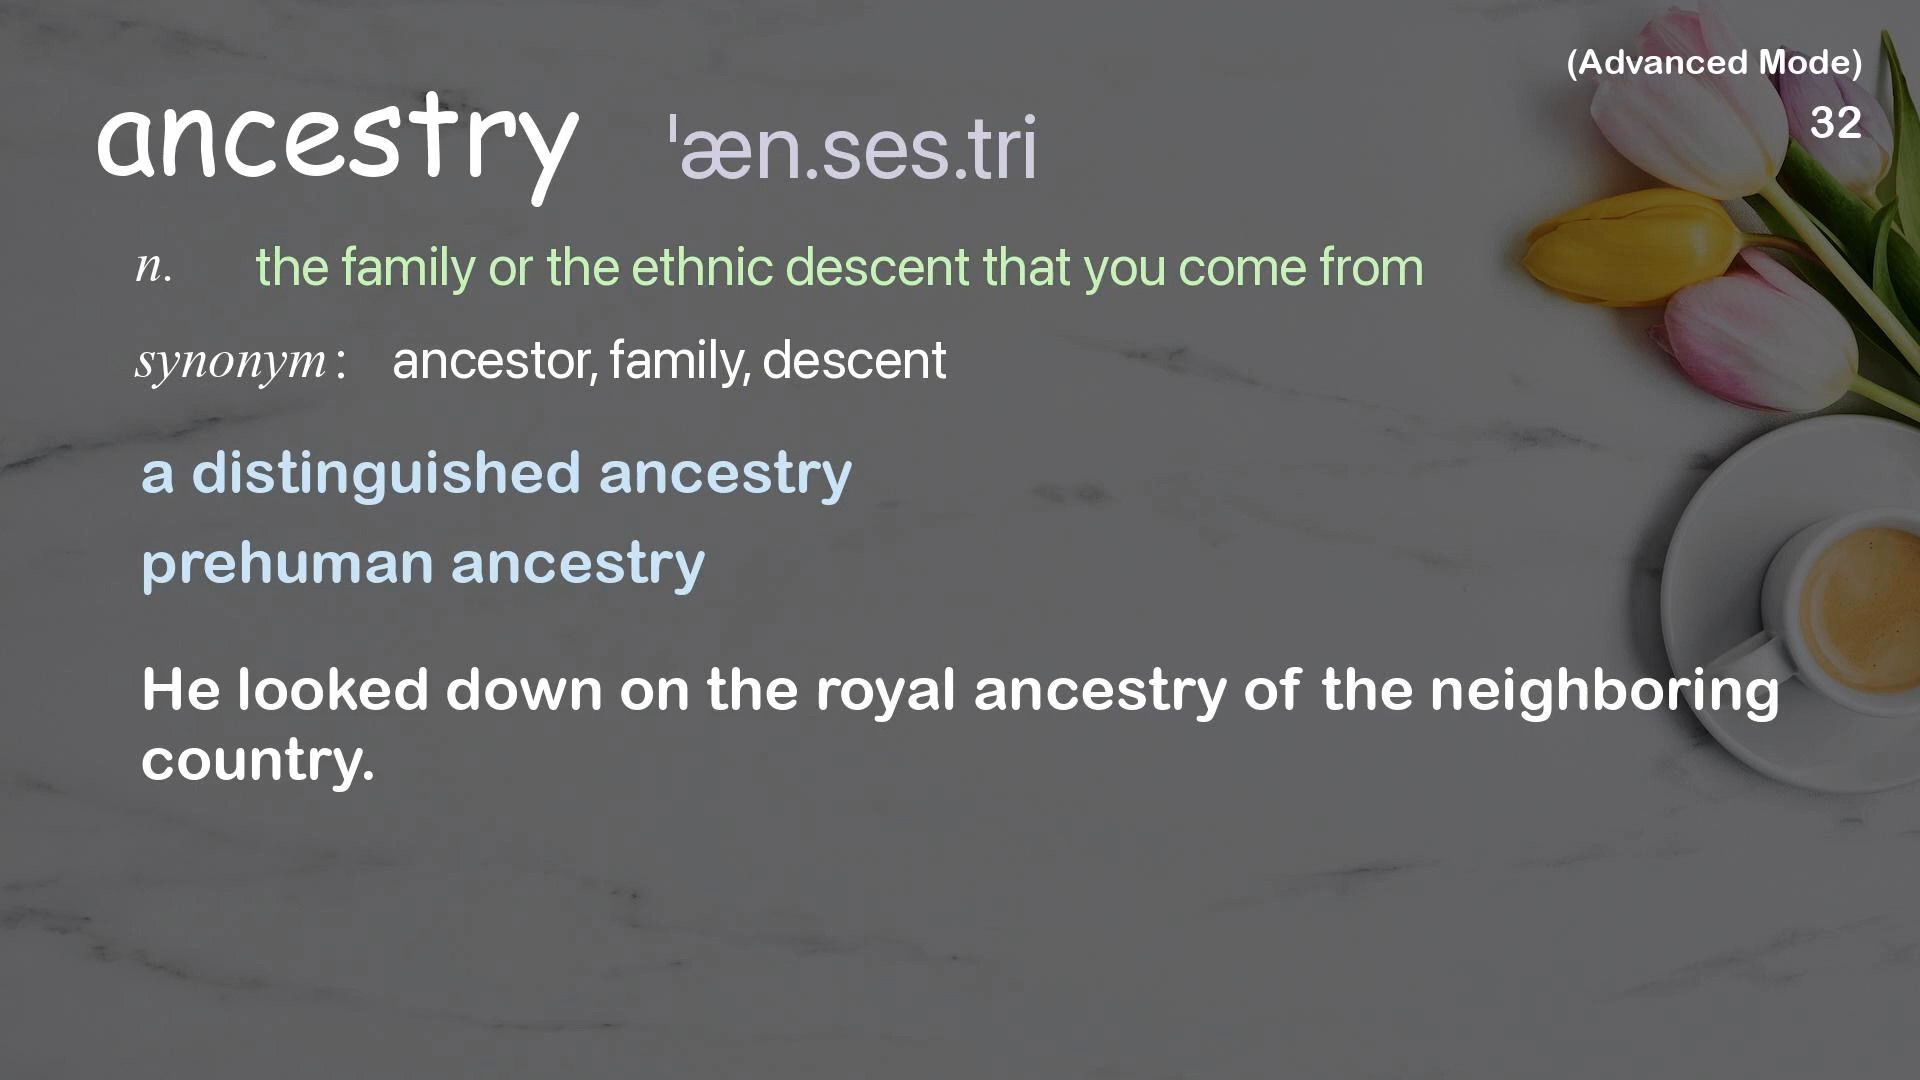 (Advanced Mode)
32
ancestry ˈæn.ses.tri
n. the family or the ethnic descent that you come from
synonym: ancestor, family, descent
a distinguished ancestry
prehuman ancestry
He looked down on the royal ancestry of the neighboring
country.